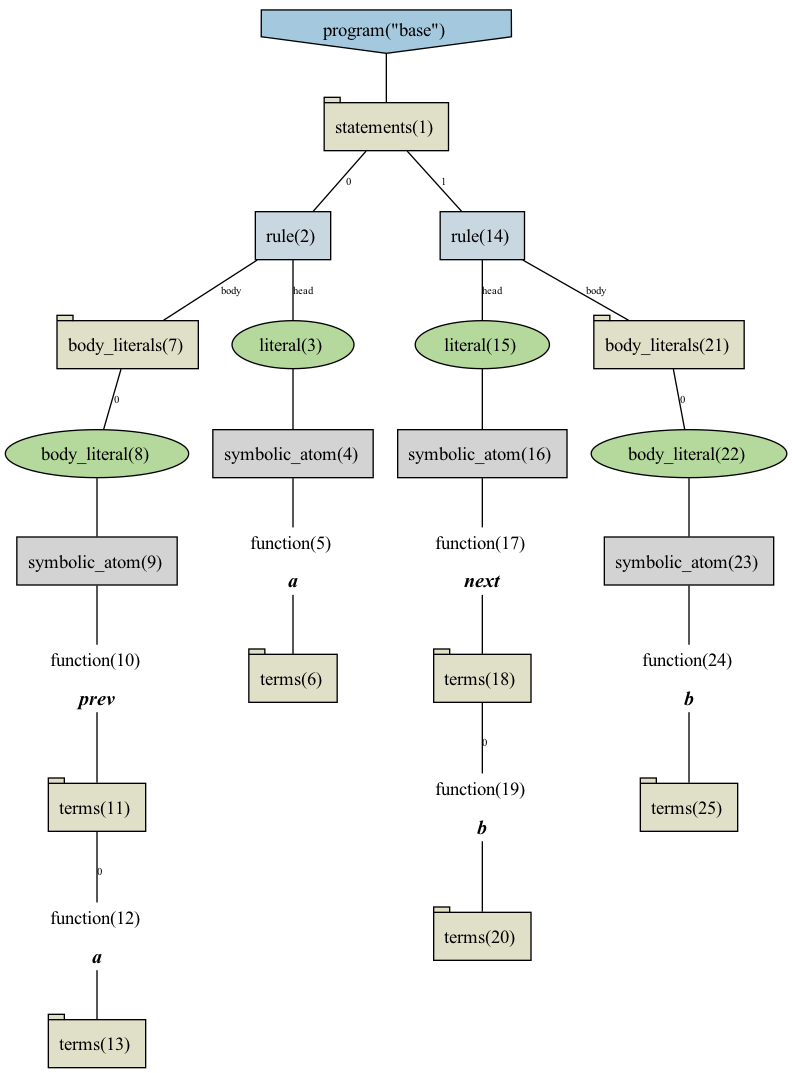 program("base")
statements(1)
0
1
rule(2)
rule(14)
body
head
head
body
body_literals(7)
literal(3)
literal(15)
body_literals(21)
0
0
body_literal(8)
symbolic_atom(4)
symbolic_atom(16)
body_literal(22)
function(5)
function(17)
symbolic_atom(9)
symbolic_atom(23)
a
next
function(10)
function(24)
terms(6)
terms(18)
prev
b
0
function(19)
terms(11)
terms(25)
b
0
function(12)
terms(20)
a
terms(13)